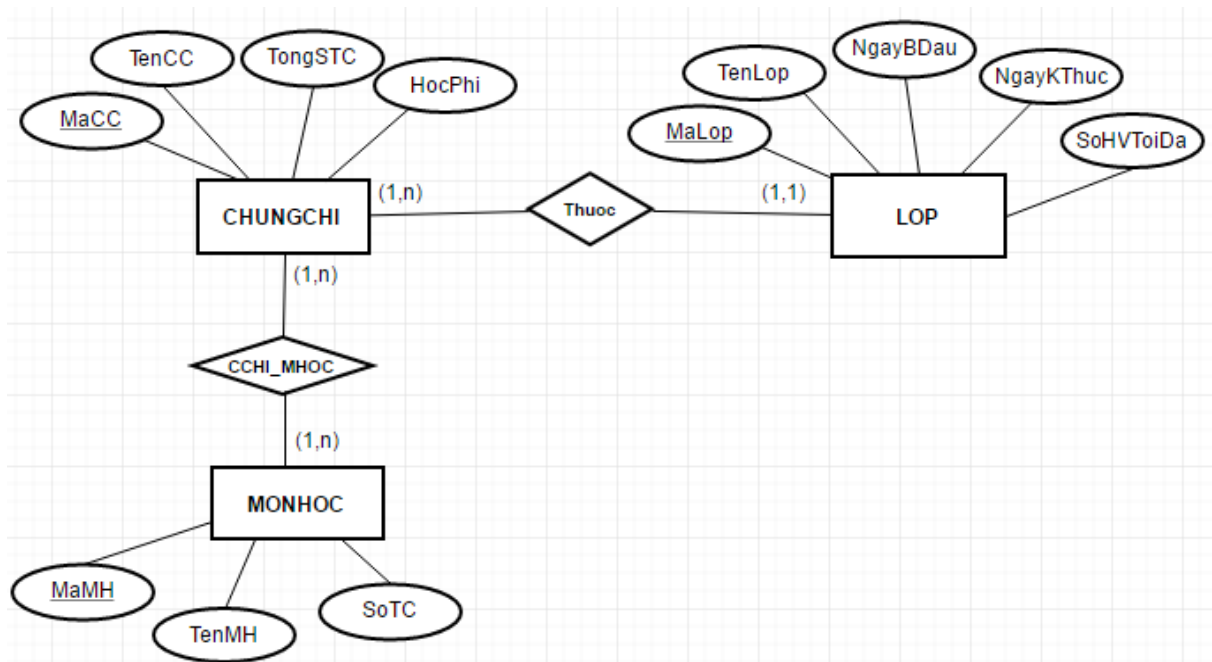 TenCC
TongSTC
HocPhi
MaCC
CHUNGCHI
(1,n)
Thuoc
(1,1)
LOP
MaLop
TenLop
NgayBDau
NgayKThuc
SoHVToiDa
(1,n)
CCHI_MHOC
(1,n)
MONHOC
MaMH
TenMH
SoTC